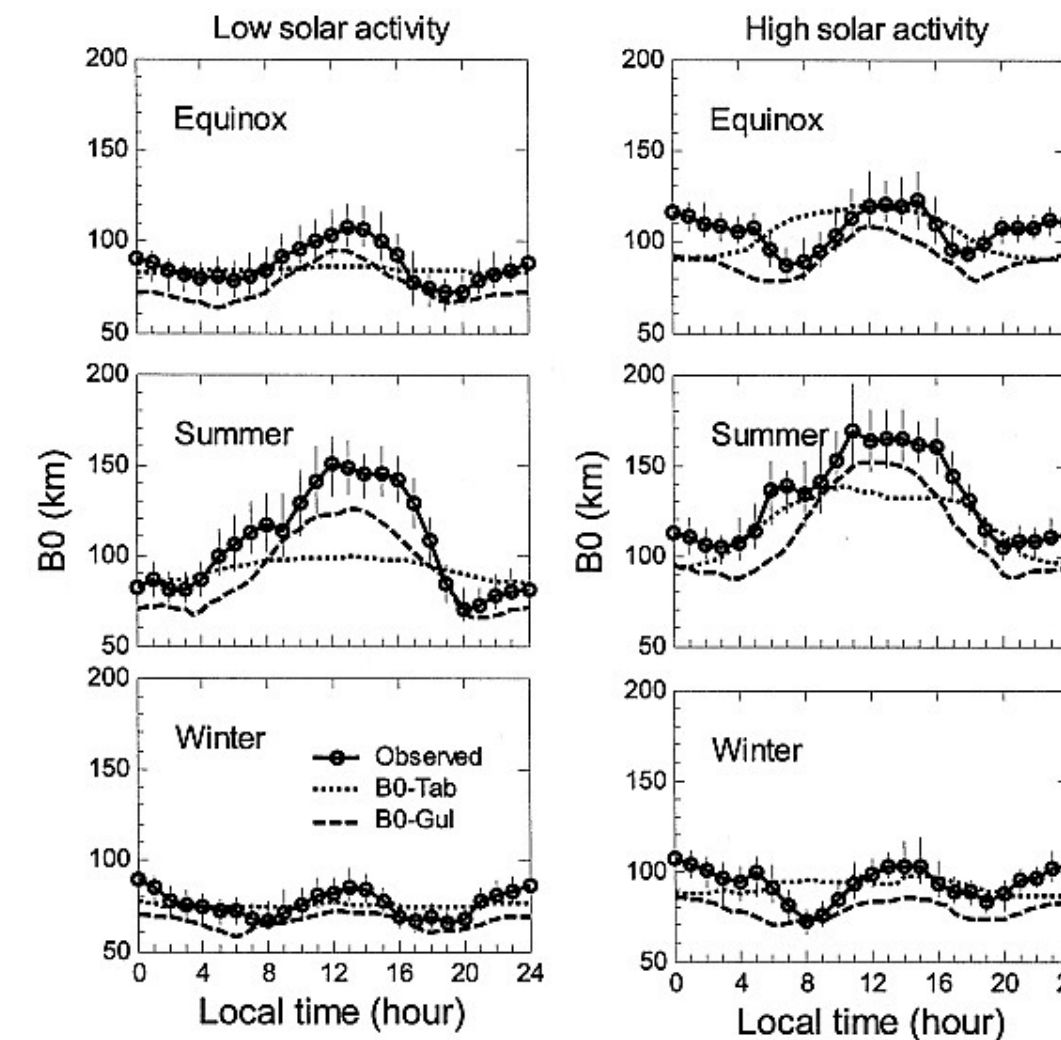 Low solar activity
High solar activity
200
150
100
50
Equinox
200
150
100
50
Equinox
B0 (km)
200
150
100
50
Summer
B0 (km)
200
150
100
50
Summer
200
150
100
50
Winter
Observed
B0-Tab
B0-Gul
0 4 8 12 16 20 24
Local time (hour)
200
150
100
50
Winter
0 4 8 12 16 20
Local time (hour)